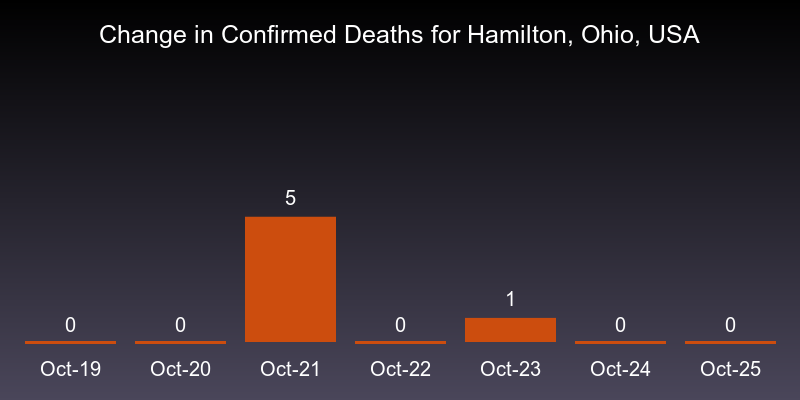 Change in Confirmed Deaths for Hamilton, Ohio, USA
5
1
0 0 0 0 0
Oct-19 Oct-20 Oct-21 Oct-22 Oct-23 Oct-24 Oct-25